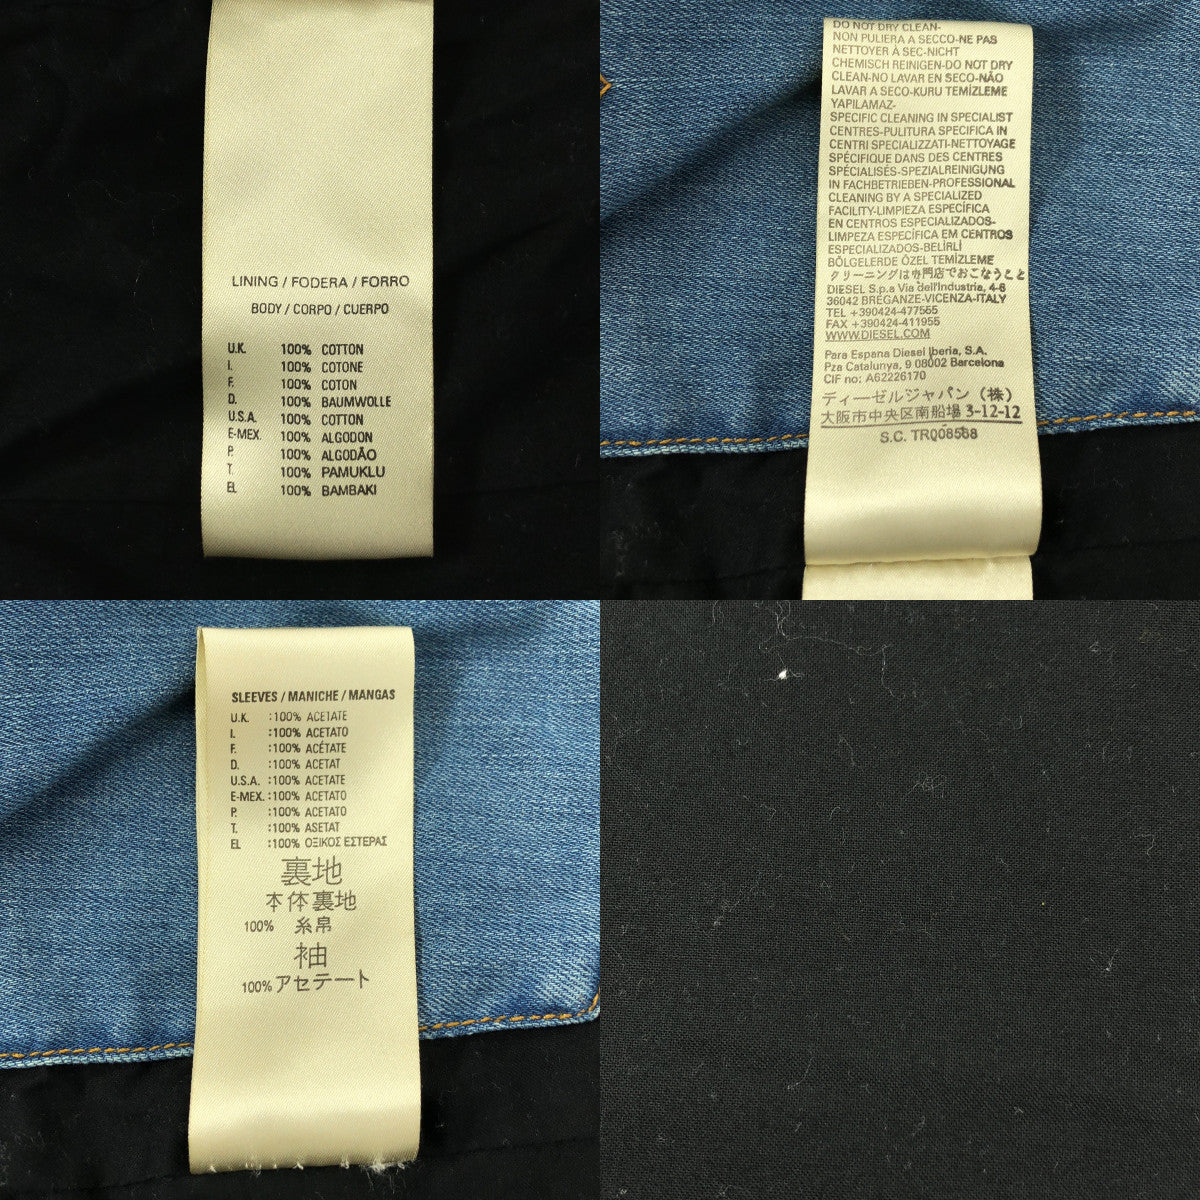 LINING / FODERA / FORRO
BODY / CORPO / CUERPO
U.K. 100% COTTON
I. 100% COTONE
F. 100% COTON
D. 100% BAUMWOLLE
U.S.A. 100% COTTON
E-MEX. 100% ALGODON
P. 100% ALGODÃO
T. 100% PAMUKLU
EL 100% BAMBAKI
DO NOT DRY CLEAN-
NON PULIERA A SECCO-NE PAS
NETTOYER À SEC-NICHT
CHEMISCH REINIGEN-DO NOT DRY
CLEAN-NO LAVAR EN SECO-NÃO
LAVAR A SECO-KURU TEMİZLEME
YAPILAMAZ-
SPECIFIC CLEANING IN SPECIALIST
CENTRES-PULITURA SPECIFICA IN
CENTRI SPECIALIZZATI-NETTOYAGE
SPÉCIFIQUE DANS DES CENTRES
SPÉCIALISÉS-SPEZIALREINIGUNG
IN FACHBETRIEBEN-PROFESSIONAL
CLEANING BY A SPECIALIZED
FACILITY-LIMPIEZA ESPECÍFICA
EN CENTROS ESPECIALIZADOS-
LIMPEZA ESPECÍFICA EM CENTROS
ESPECIALIZADOS-BELİRLİ
BÖLGELERDE ÖZEL TEMİZLEME
クリーニングは専門店でおこなうこと
DIESEL S.p.a Via dell'Industria, 4-6
36042 BREGANZE-VICENZA-ITALY
TEL +390424-477555
FAX +390424-411955
WWW.DIESEL.COM
Para Espana Diesel Iberia, S.A.
Pza Catalunya, 9 08002 Barcelona
CIF no: A62226170
ディーゼルジャパン(株)
大阪市中央区南船場 3-12-12
S.C. TR008568
SLEEVES / MANICHE / MANGAS
U.K. :100% ACETATE
I. :100% ACETATO
F. :100% ACÉTATE
D. :100% ACETAT
U.S.A. :100% ACETATE
E-MEX. :100% ACETATO
P. :100% ACETATO
T. :100% ASETAT
EL :100% ΟΞΙΚΟΣ ΕΣΤΕΡΑΣ
裏地
本体裏地
100% 糸帛
袖
100% アセテート